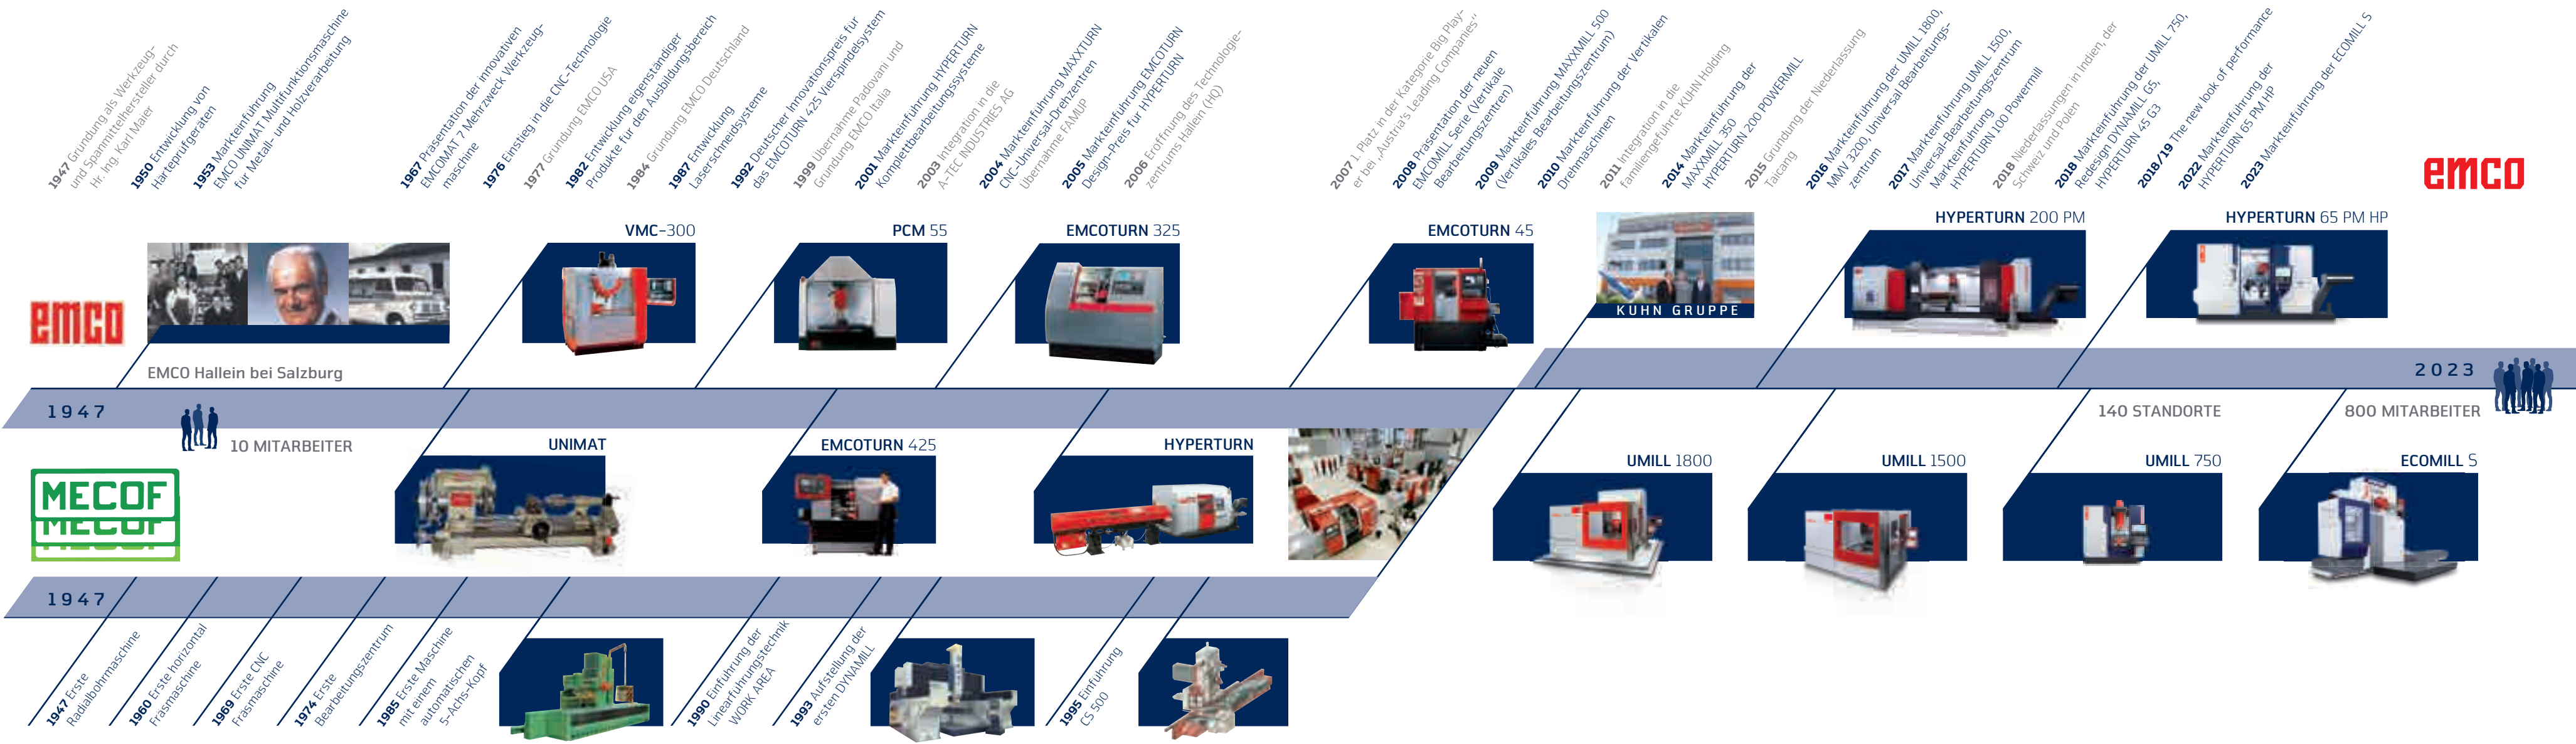 1947 Gründung als Werkzeug-
und Spannmittelhersteller durch
Hr. Ing. Karl Maier
1950 Entwicklung von
Härteprüfgeräten
1953 Markteinführung
EMCO UNIMAT Multifunktionsmaschine
für Metall- und Holzverarbeitung
1967 Präsentation der innovativen
EMCOMAT 7 Mehrzweck Werkzeug-
maschine
1976 Einstieg in die CNC-Technologie
1977 Gründung EMCO USA
1982 Entwicklung eigenständiger
Produkte für den Ausbildungsbereich
1984 Gründung EMCO Deutschland
1987 Entwicklung
Laserschneidsysteme
1992 Deutscher Innovationspreis für
das EMCOTURN 425 Vierspindelsystem
1999 Übernahme Padovani und
Gründung EMCO Italia
2001 Markteinführung HYPERTURN
Komplettbearbeitungssysteme
2003 Integration in die
A-TEC INDUSTRIES AG
2004 Markteinführung MAXXTURN
CNC-Universal-Drehzentren
Übernahme FAMUP
2005 Markteinführung EMCOTURN
Design-Preis für HYPERTURN
2006 Eröffnung des Technologie-
zentrums Hallein (HQ)
2007 1. Platz in der Kategorie Big Play-
er bei „Austria's Leading Companies“
2008 Präsentation der neuen
ECOMILL Serie (Vertikale
Bearbeitungszentren)
2009 Markteinführung MAXXMILL 500
(Vertikales Bearbeitungszentrum)
2010 Markteinführung der Vertikalen
Drehmaschinen
2011 Integration in die
familiengeführte KUHN Holding
2014 Markteinführung der
MAXXMILL 350
HYPERTURN 200 POWERMILL
2015 Gründung der Niederlassung
Taicang
2016 Markteinführung der UMILL 1800,
MMV 3200, Universal Bearbeitungs-
zentrum
2017 Markteinführung UMILL 1500,
Universal-Bearbeitungszentrum
Markteinführung
HYPERTURN 100 Powermill
2018 Niederlassungen in Indien, der
Schweiz und Polen
2018 Markteinführung der UMILL 750,
Redesign DYNAMILL G5,
HYPERTURN 45 G3
2018/19 The new look of performance
2022 Markteinführung der
HYPERTURN 65 PM HP
2023 Markteinführung der ECOMILL S
emco
VMC-300
PCM 55
EMCOTURN 325
EMCOTURN 45
HYPERTURN 200 PM
HYPERTURN 65 PM HP
emco
KUHN GRUPPE
EMCO Hallein bei Salzburg
2023
1947
140 STANDORTE
800 MITARBEITER
10 MITARBEITER
UNIMAT
EMCOTURN 425
HYPERTURN
UMILL 1800
UMILL 1500
UMILL 750
ECOMILL S
MECOF
MECOF
MECOF
1947
1947 Erste
Radialbohrmaschine
1960 Erste horizontal
Fräsmaschine
1969 Erste CNC
Fräsmaschine
1974 Erste
Bearbeitungszentrum
1985 Erste Maschine
mit einem
automatischen
5-Achs-Kopf
1990 Einführung der
Linearführungstechnik
WORK AREA
1993 Aufstellung der
ersten DYNAMILL
1995 Einführung
CS 500